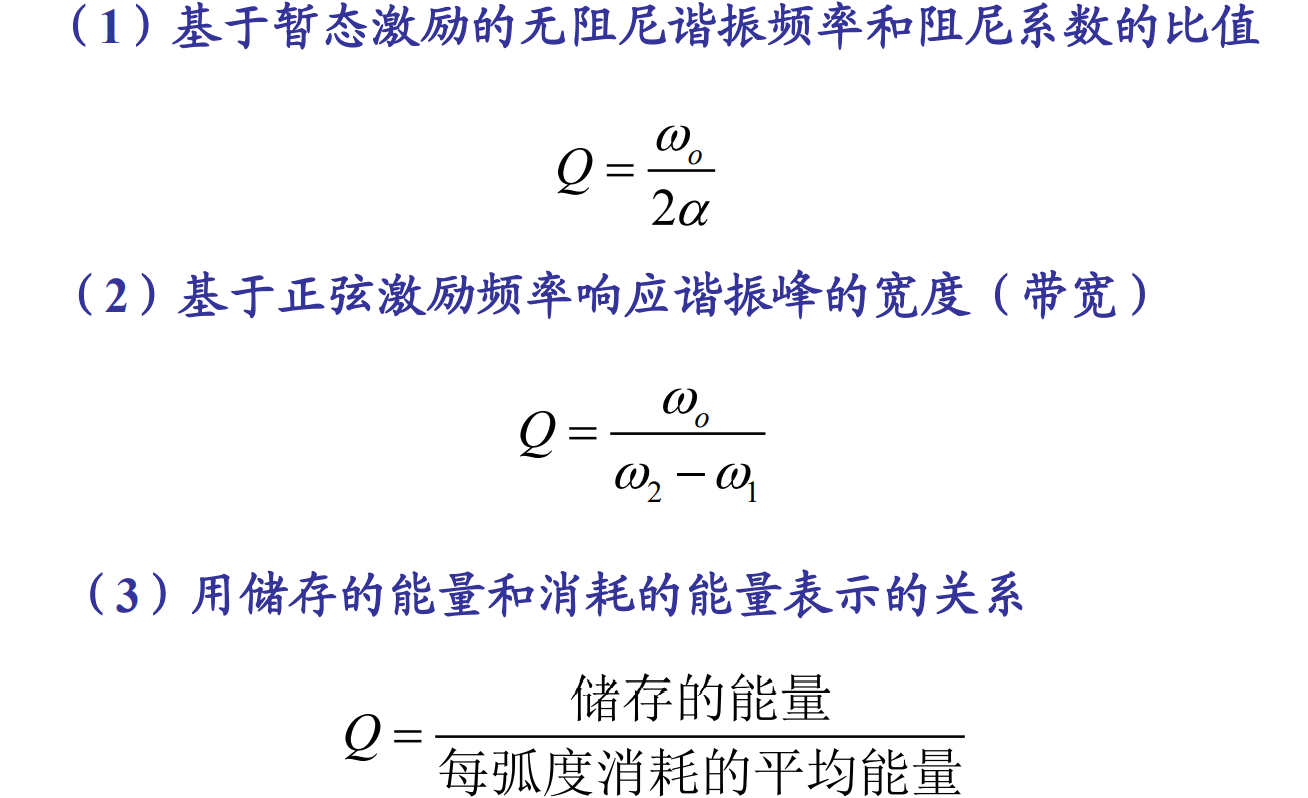 （1）基于暂态激励的无阻尼谐振频率和阻尼系数的比值
Q = ωo / 2α
（2）基于正弦激励频率响应谐振峰的宽度（带宽）
Q = ωo / ω2 − ω1
（3）用储存的能量和消耗的能量表示的关系
Q = 储存的能量 / 每弧度消耗的平均能量